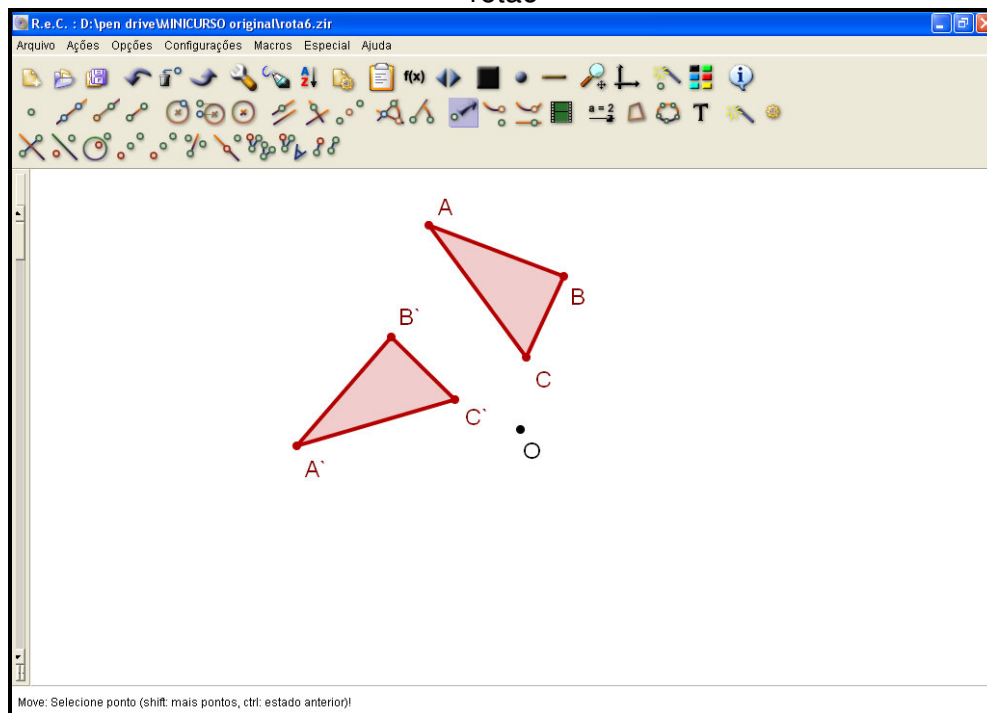 rotão
R.e.C. : D:\pen drive\MINICURSO original\rota6.zir
Arquivo Ações Opções Configurações Macros Especial Ajuda
f(x)
a = 2
T
A
B
B`
C
C`
O
A`
Move: Selecione ponto (shift: mais pontos, ctrl: estado anterior)!